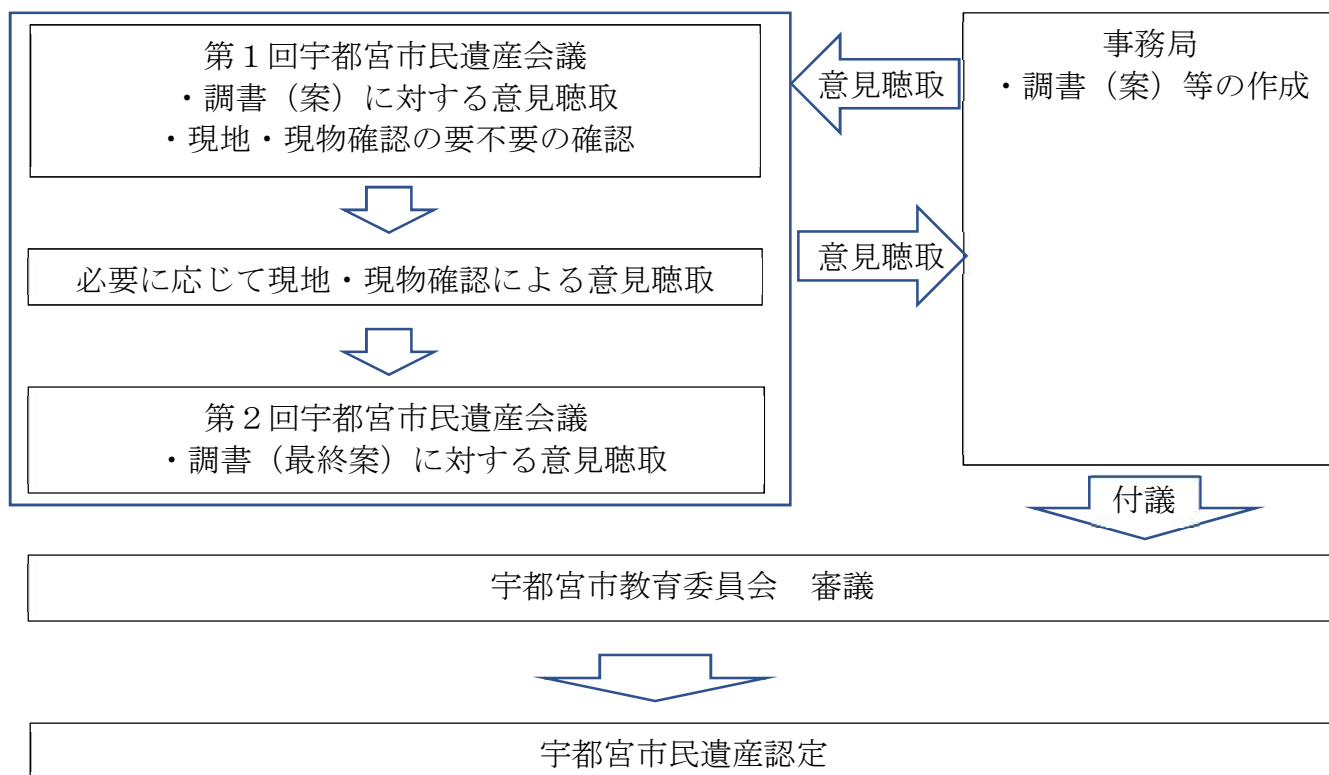 第１回宇都宮市民遺産会議
・調書（案）に対する意見聴取
・現地・現物確認の要不要の確認
必要に応じて現地・現物確認による意見聴取
第２回宇都宮市民遺産会議
・調書（最終案）に対する意見聴取
意見聴取
意見聴取
事務局
・調書（案）等の作成
付議
宇都宮市教育委員会　審議
宇都宮市民遺産認定